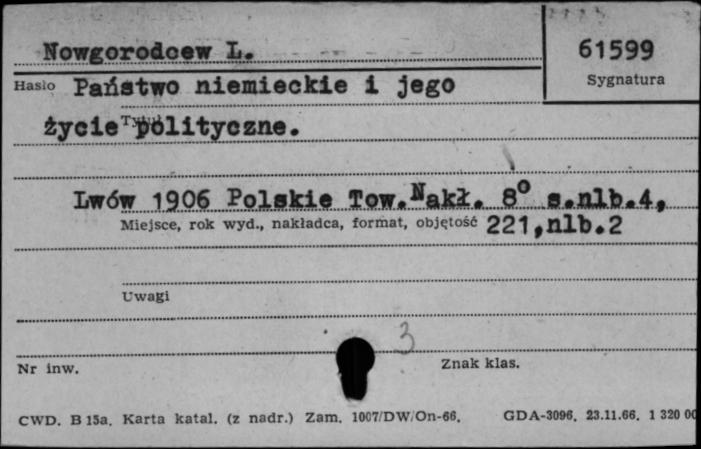 Nowgorodcew L.
61599
Sygnatura
Hasło Państwo niemieckie i jego
życie Tytuł polityczne.
Lwów 1906 Polskie Tow.Nakł. 8° s.nlb.4,
Miejsce, rok wyd., nakładca, format, objętość 221,nlb.2
Uwagi
3
Nr inw.
Znak klas.
CWD. B 15a. Karta katal. (z nadr.) Zam. 1007/DW/On-66. GDA-3096. 23.11.66. 1 320 00